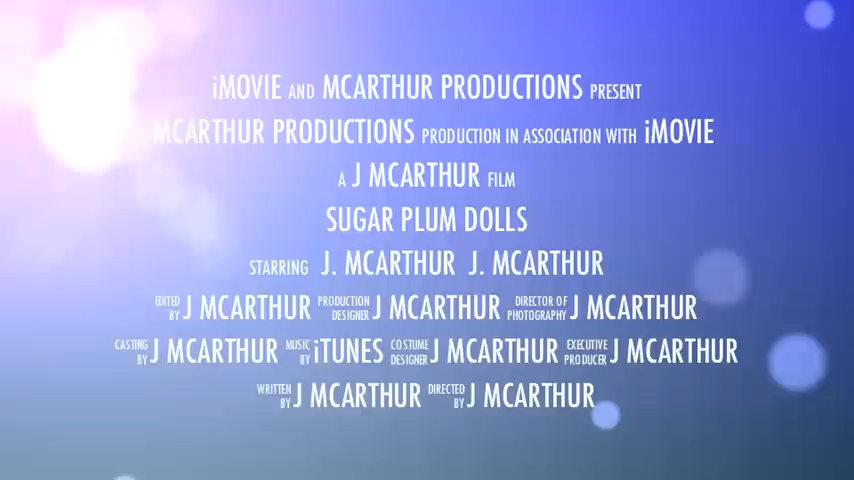 iMOVIE AND MCARTHUR PRODUCTIONS PRESENT
MCARTHUR PRODUCTIONS PRODUCTION IN ASSOCIATION WITH iMOVIE
A J MCARTHUR FILM
SUGAR PLUM DOLLS
STARRING J. MCARTHUR J. MCARTHUR
EDITED BY J MCARTHUR PRODUCTION DESIGNER J MCARTHUR DIRECTOR OF PHOTOGRAPHY J MCARTHUR
CASTING BY J MCARTHUR MUSIC BY iTUNES COSTUME DESIGNER J MCARTHUR EXECUTIVE PRODUCER J MCARTHUR
WRITTEN BY J MCARTHUR DIRECTED BY J MCARTHUR